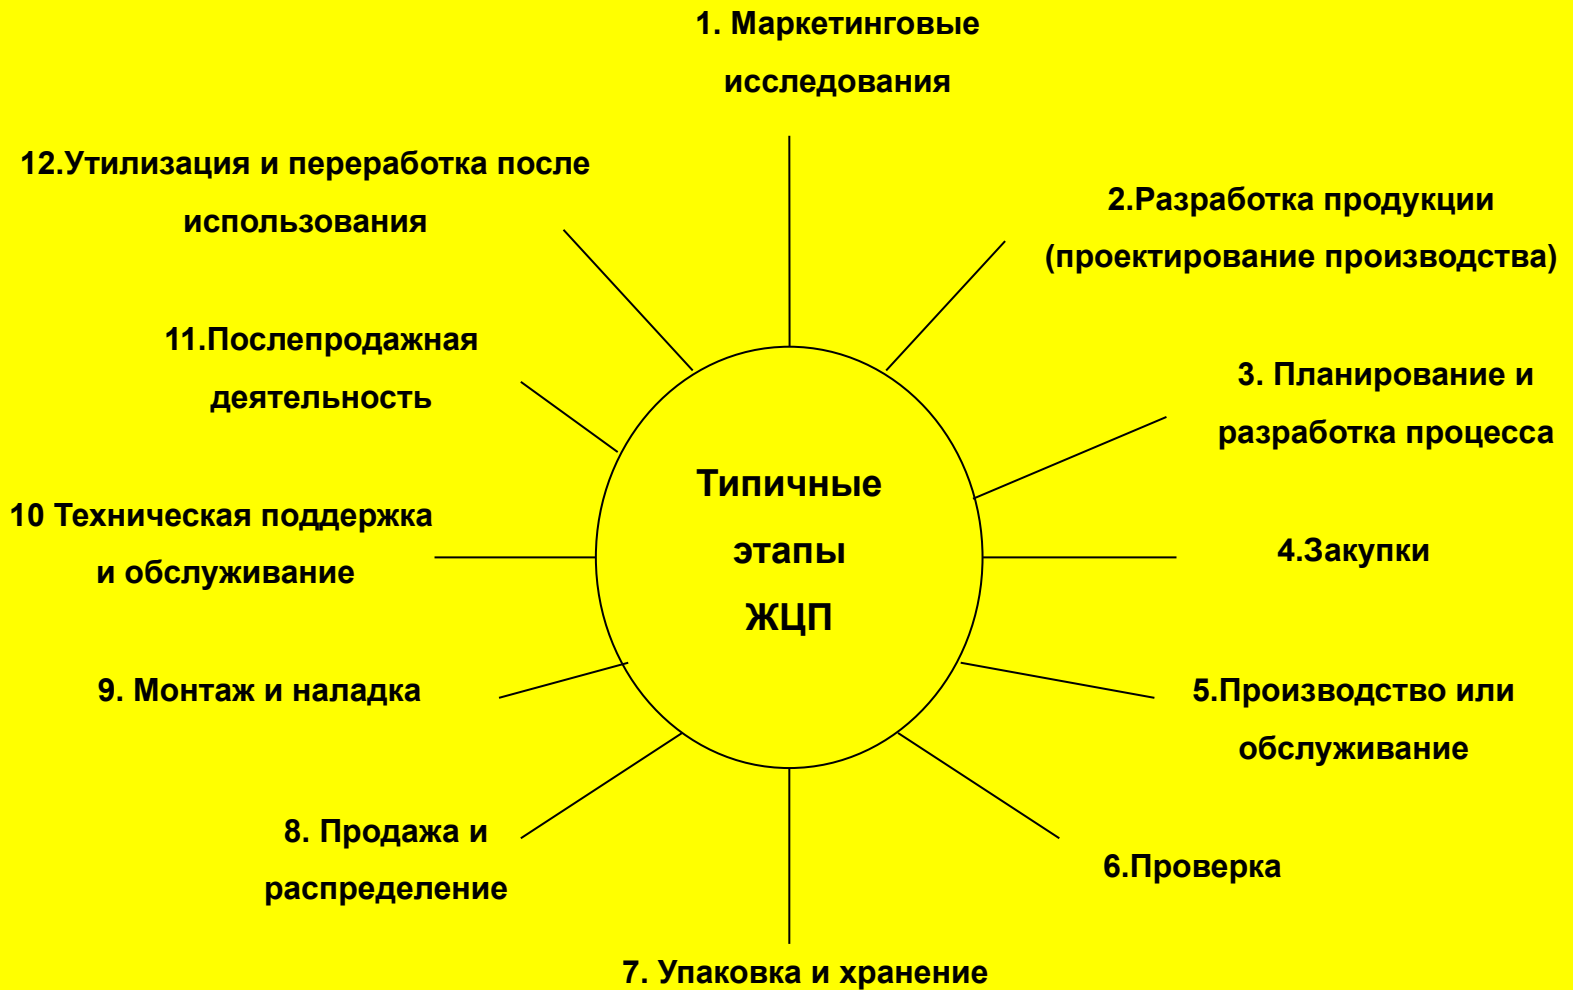 1. Маркетинговые
исследования
2.Разработка продукции
(проектирование производства)
3. Планирование и
разработка процесса
4.Закупки
5.Производство или
обслуживание
6.Проверка
7. Упаковка и хранение
8. Продажа и
распределение
9. Монтаж и наладка
10 Техническая поддержка
и обслуживание
11.Послепродажная
деятельность
12.Утилизация и переработка после
использования
Типичные
этапы
ЖЦП